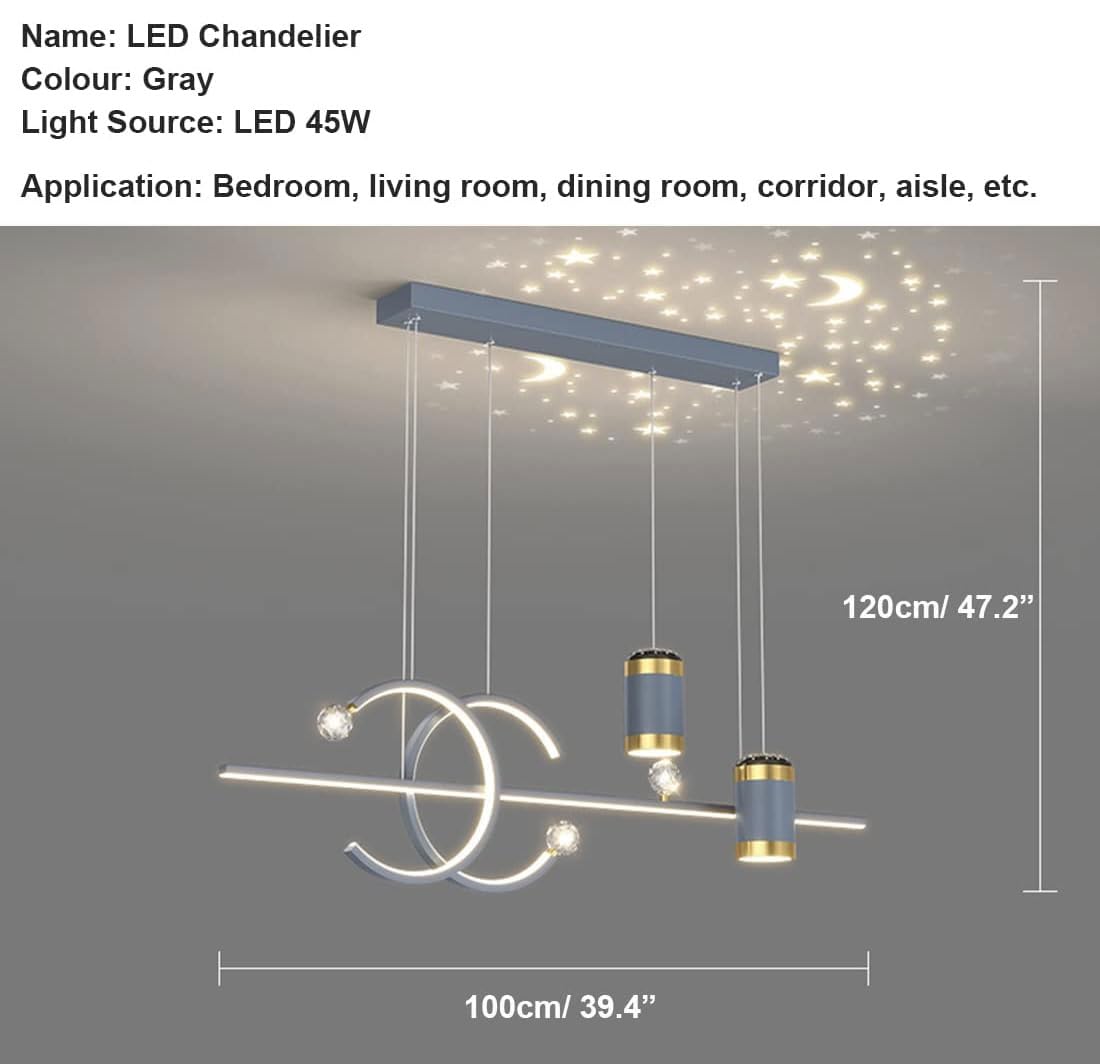 Name: LED Chandelier
Colour: Gray
Light Source: LED 45W
Application: Bedroom, living room, dining room, corridor, aisle, etc.
120cm/ 47.2”
100cm/ 39.4”